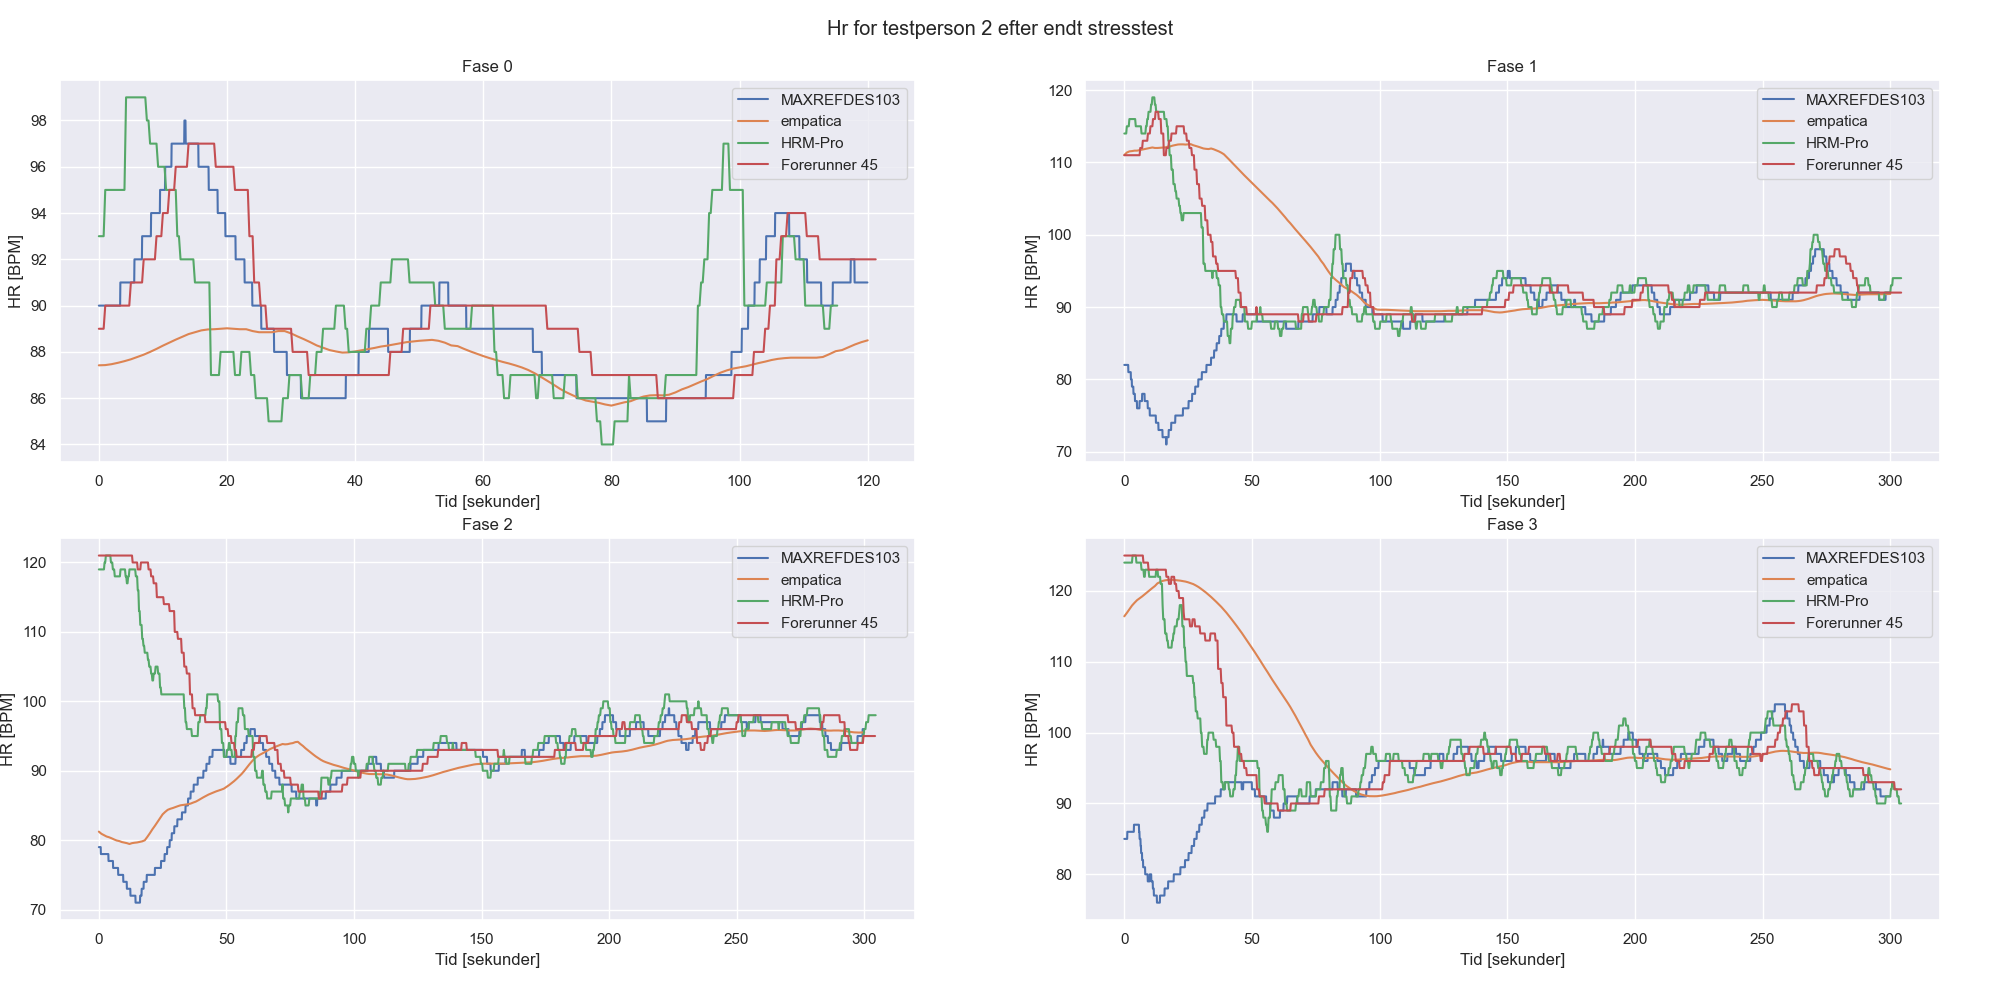 Hr for testperson 2 efter endt stresstest
Fase 0
HR [BPM]
98
96
94
92
90
88
86
84
MAXREFDES103
empatica
HRM-Pro
Forerunner 45
0 20 40 60 80 100 120
Tid [sekunder]
Fase 1
HR [BPM]
120
110
100
90
80
70
MAXREFDES103
empatica
HRM-Pro
Forerunner 45
0 50 100 150 200 250 300
Tid [sekunder]
Fase 2
HR [BPM]
120
110
100
90
80
70
MAXREFDES103
empatica
HRM-Pro
Forerunner 45
0 50 100 150 200 250 300
Tid [sekunder]
Fase 3
HR [BPM]
120
110
100
90
80
MAXREFDES103
empatica
HRM-Pro
Forerunner 45
0 50 100 150 200 250 300
Tid [sekunder]